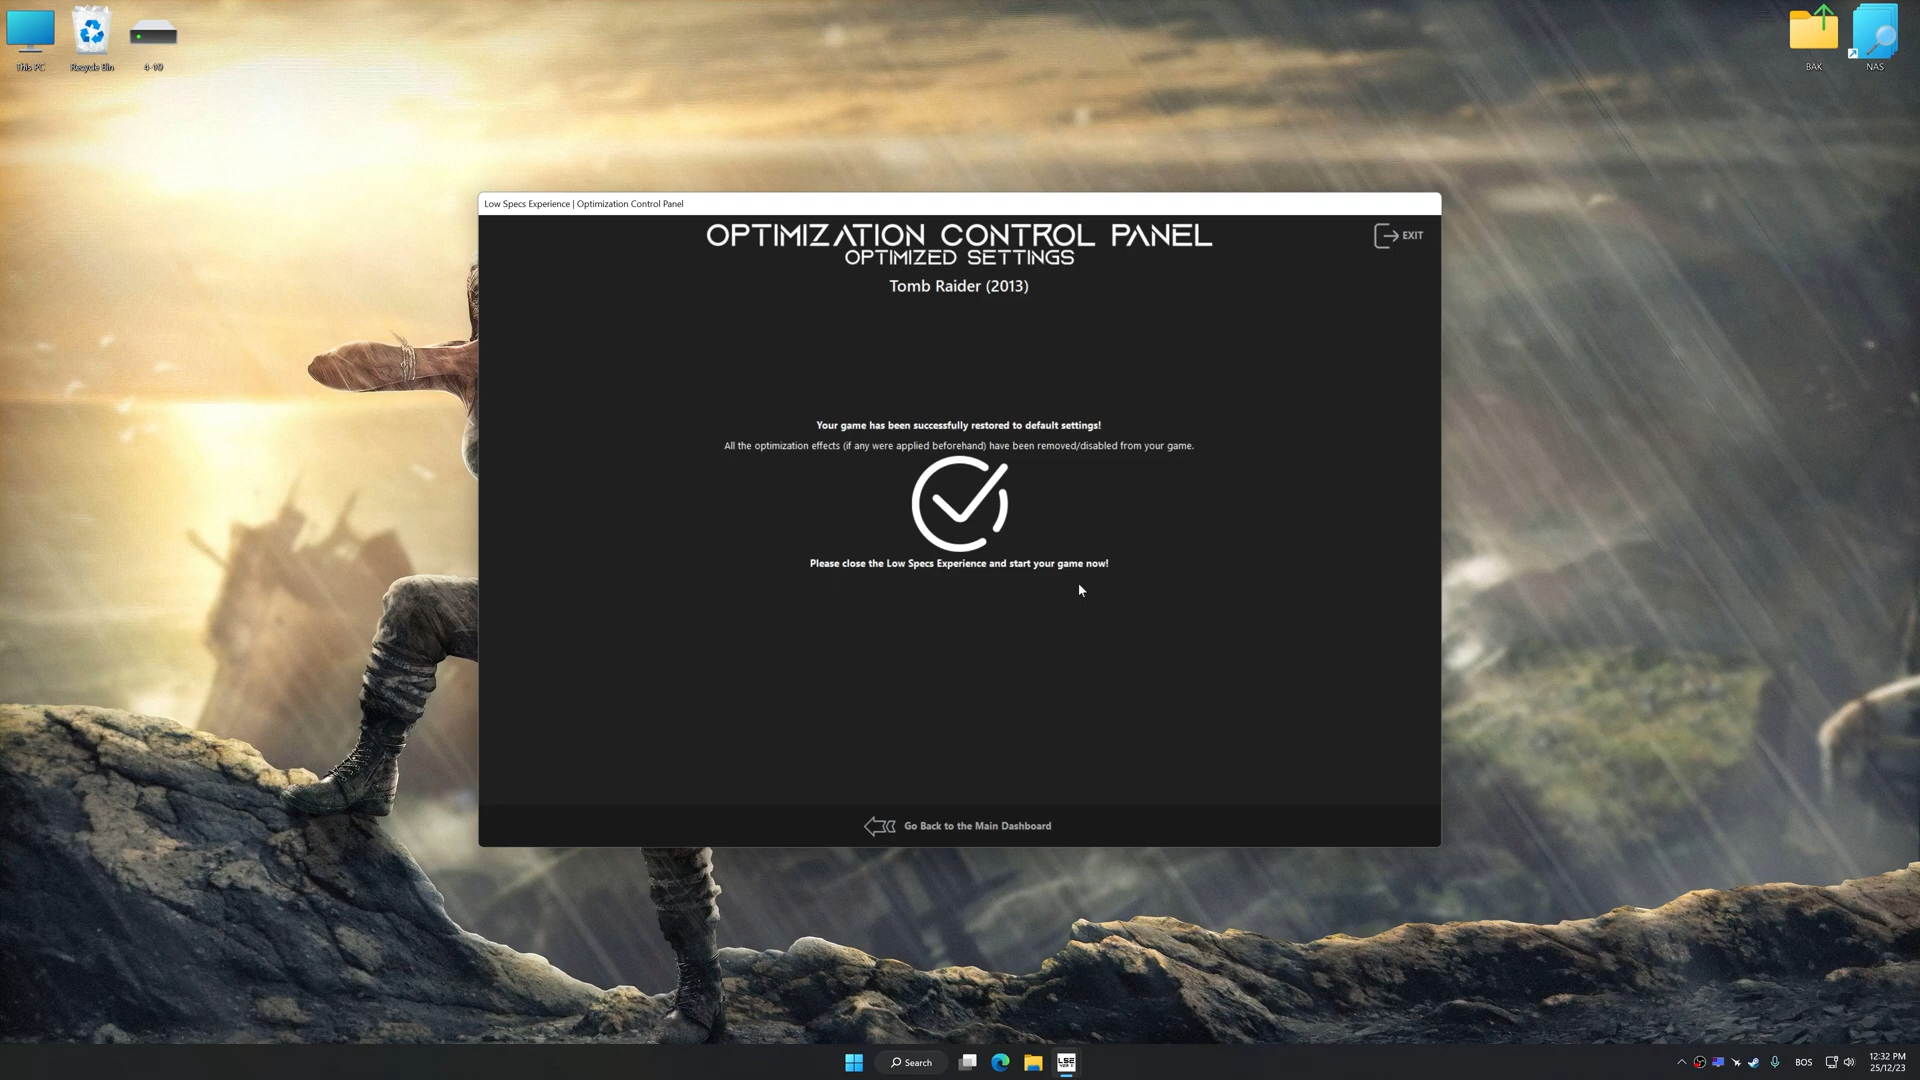 This PC
Recycle Bin
4-10
BAK
NAS
Low Specs Experience | Optimization Control Panel
OPTIMIZATION CONTROL PANEL
EXIT
OPTIMIZED SETTINGS
Tomb Raider (2013)
Your game has been successfully restored to default settings!
All the optimization effects (if any were applied beforehand) have been removed/disabled from your game.
Please close the Low Specs Experience and start your game now!
Go Back to the Main Dashboard
Search
LSE
BOS
12:32 PM
25/12/23